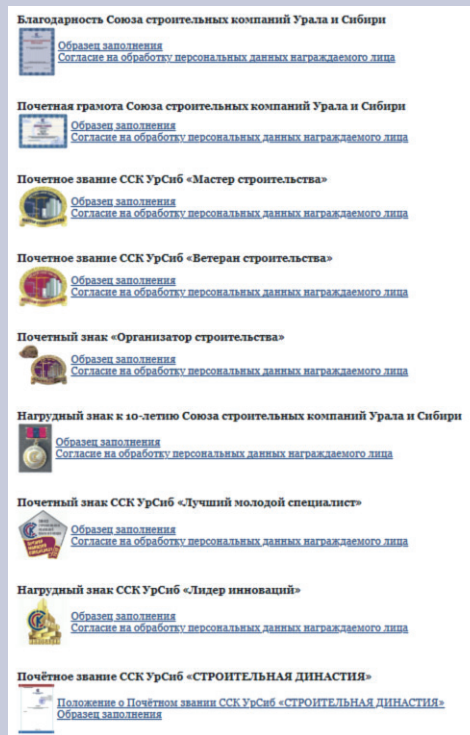 Благодарность Союза строительных компаний Урала и Сибири
Образец заполнения
Согласие на обработку персональных данных награждаемого лица
Почетная грамота Союза строительных компаний Урала и Сибири
Образец заполнения
Согласие на обработку персональных данных награждаемого лица
Почетное звание ССК УрСиб «Мастер строительства»
Образец заполнения
Согласие на обработку персональных данных награждаемого лица
Почетное звание ССК УрСиб «Ветеран строительства»
Образец заполнения
Согласие на обработку персональных данных награждаемого лица
Почетный знак «Организатор строительства»
Образец заполнения
Согласие на обработку персональных данных награждаемого лица
Нагрудный знак к 10-летию Союза строительных компаний Урала и Сибири
Образец заполнения
Согласие на обработку персональных данных награждаемого лица
Почетный знак ССК УрСиб «Лучший молодой специалист»
Образец заполнения
Согласие на обработку персональных данных награждаемого лица
Нагрудный знак ССК УрСиб «Лидер инноваций»
Образец заполнения
Согласие на обработку персональных данных награждаемого лица
Почётное звание ССК УрСиб «СТРОИТЕЛЬНАЯ ДИНАСТИЯ»
Положение о Почётном звании ССК УрСиб «СТРОИТЕЛЬНАЯ ДИНАСТИЯ»
Образец заполнения